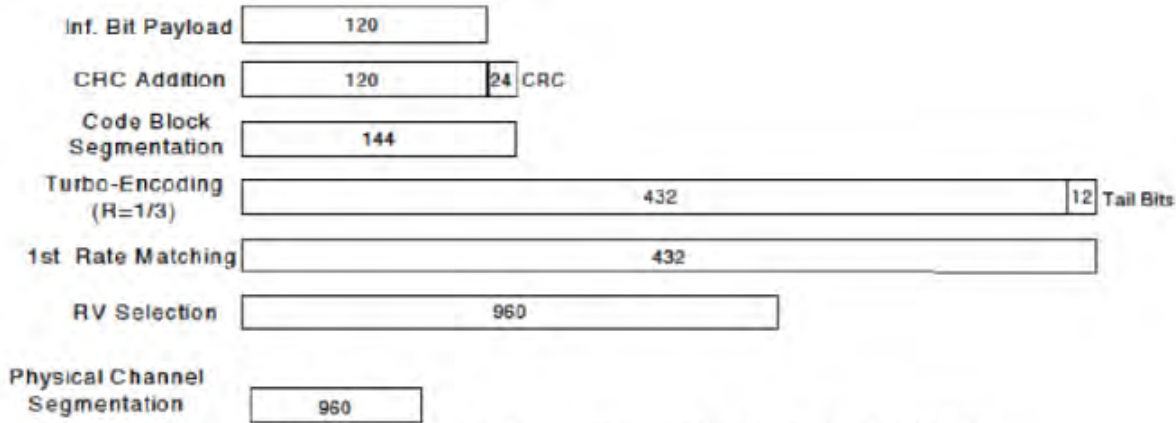 Inf. Bit Payload 120
CRC Addition 120 24 CRC
Code Block
Segmentation 144
Turbo-Encoding
(R=1/3) 432 12 Tail Bits
1st Rate Matching 432
RV Selection 960
Physical Channel
Segmentation 960